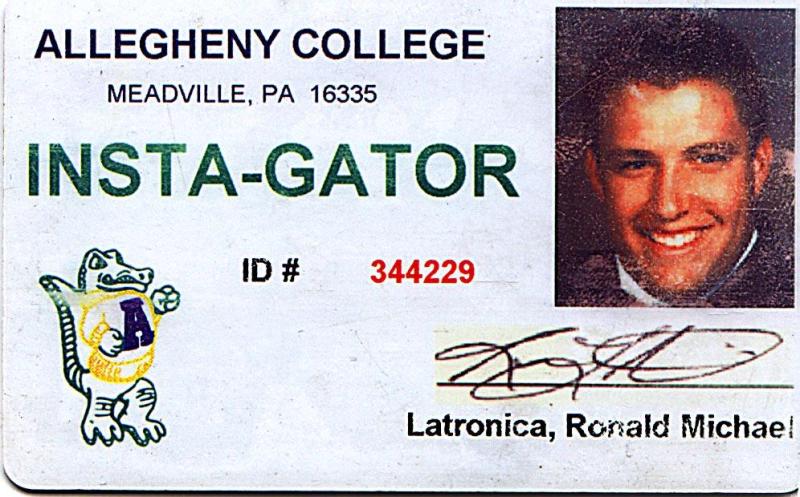 ALLEGHENY COLLEGE
MEADVILLE, PA 16335
INSTA-GATOR
ID # 344229
A
Latronica, Ronald Michael